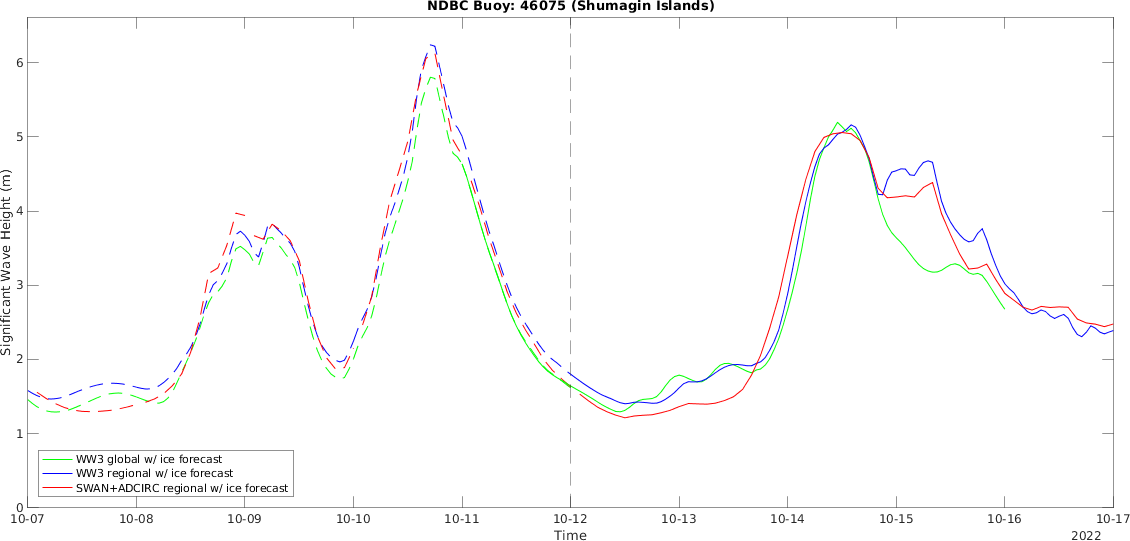 NDBC Buoy: 46075 (Shumagin Islands)
Significant Wave Height (m)
6
5
4
3
2
1
0
WW3 global w/ ice forecast
WW3 regional w/ ice forecast
SWAN+ADCIRC regional w/ ice forecast
10-07 10-08 10-09 10-10 10-11 10-12 10-13 10-14 10-15 10-16 10-17
Time
2022